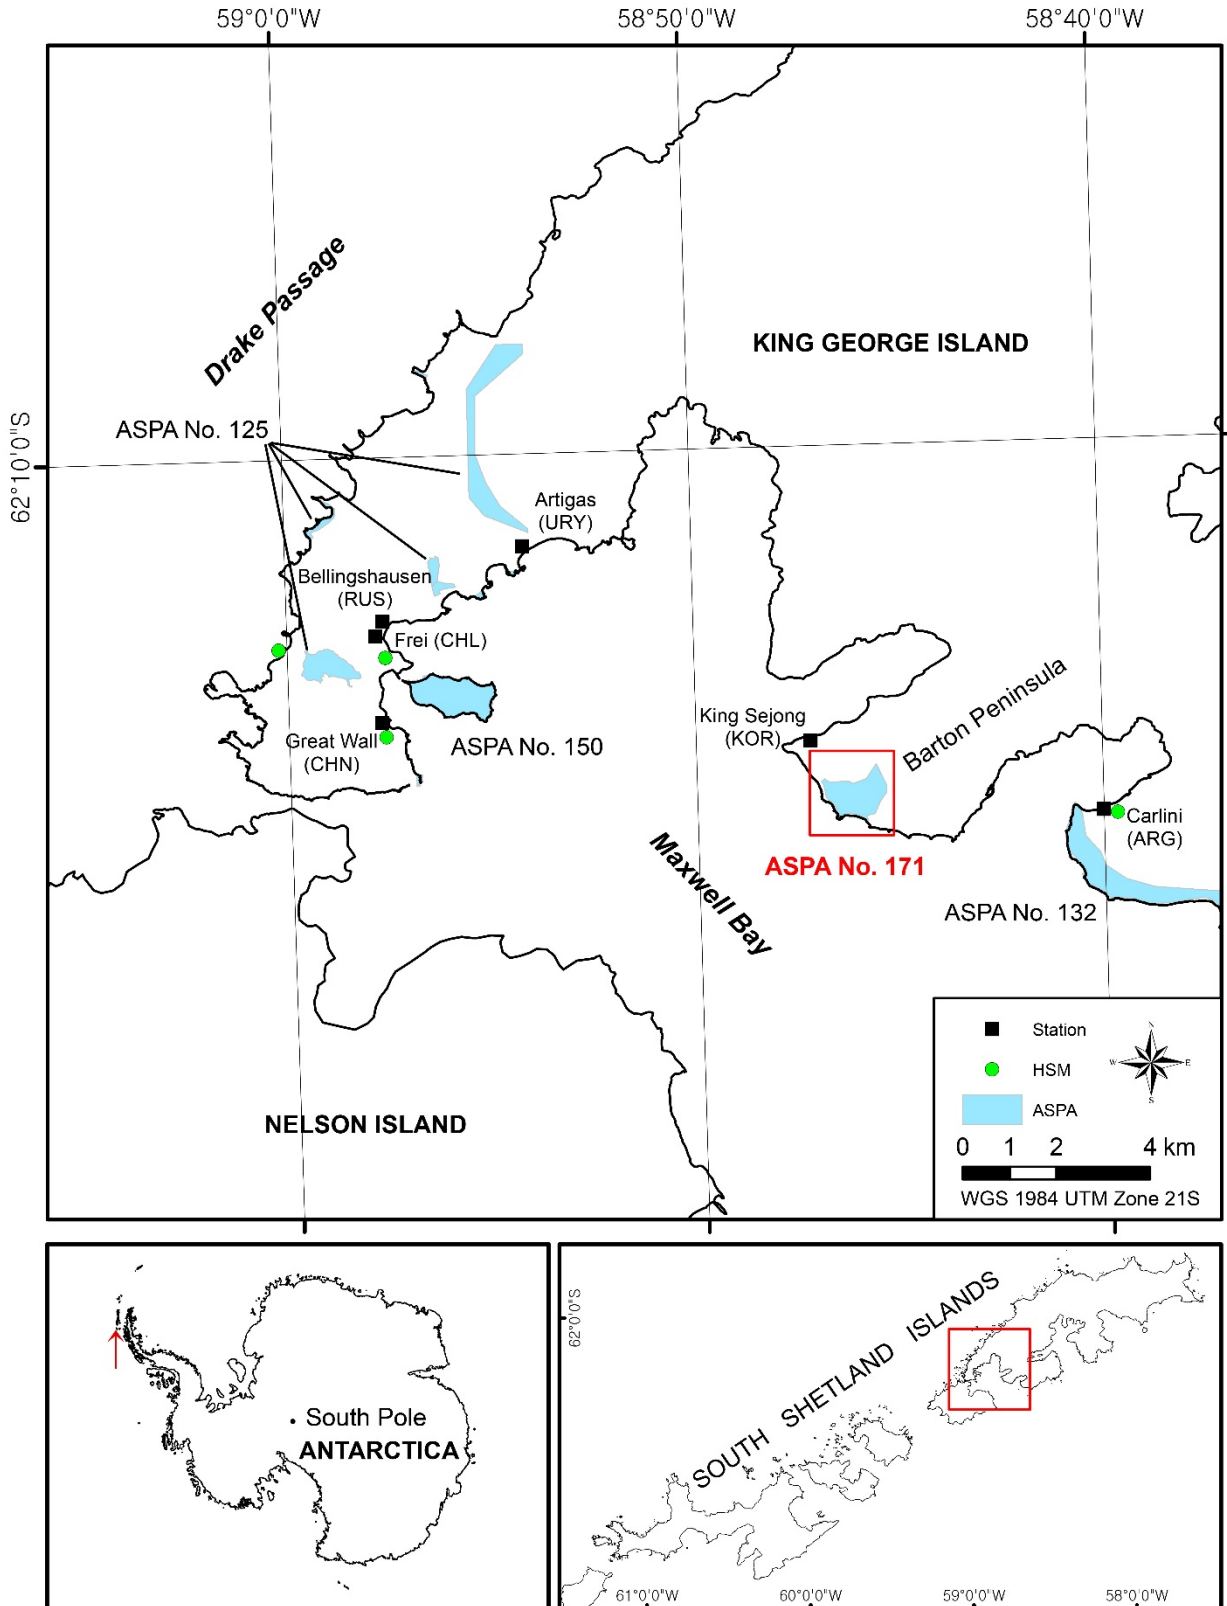 59°0'0"W
58°50'0"W
58°40'0"W
Drake Passage
KING GEORGE ISLAND
ASPA No. 125
62°10'0"S
Artigas
(URY)
Bellingshausen
(RUS)
Frei (CHL)
Barton Peninsula
King Sejong
(KOR)
Great Wall
(CHN)
ASPA No. 150
Carlini
(ARG)
Maxwell Bay
ASPA No. 171
ASPA No. 132
NELSON ISLAND
N
W
E
S
Station
HSM
ASPA
0 1 2 4 km
WGS 1984 UTM Zone 21S
South Pole
ANTARCTICA
62°0'0"S
SOUTH SHETLAND ISLANDS
61°0'0"W
60°0'0"W
59°0'0"W
58°0'0"W